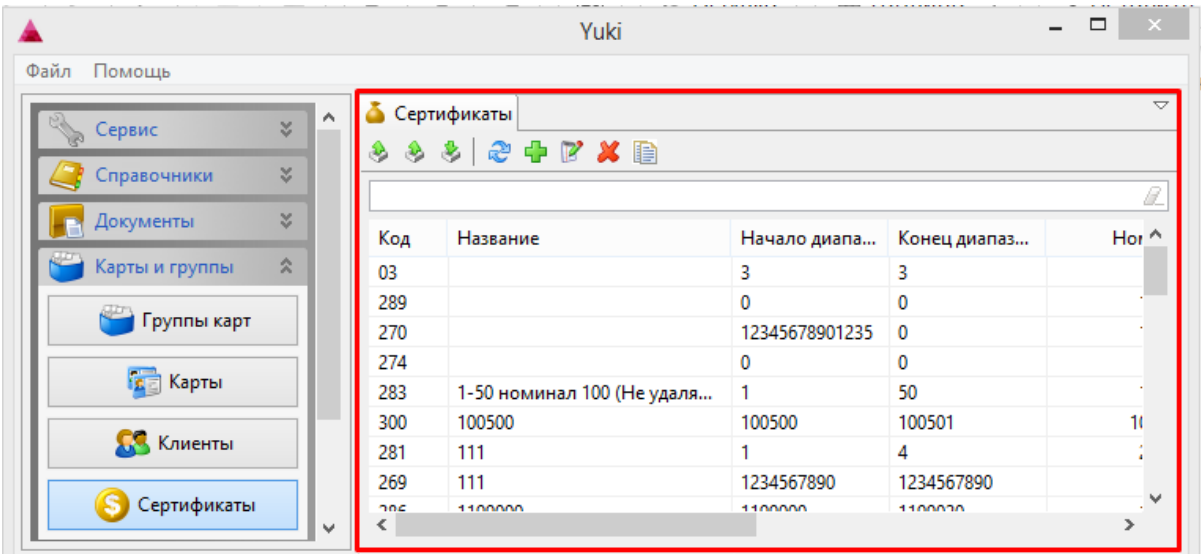 Yuki
Файл Помощь
Сервис
Справочники
Документы
Карты и группы
Группы карт
Карты
Клиенты
Сертификаты
Сертификаты
Код Название Начало диапа... Конец диапаз...
03 3 3
289 0 0
270 12345678901235 0
274 0 0
283 1-50 номинал 100 (Не удаля... 1 50
300 100500 100500 100501
281 111 1 4
269 111 1234567890 1234567890